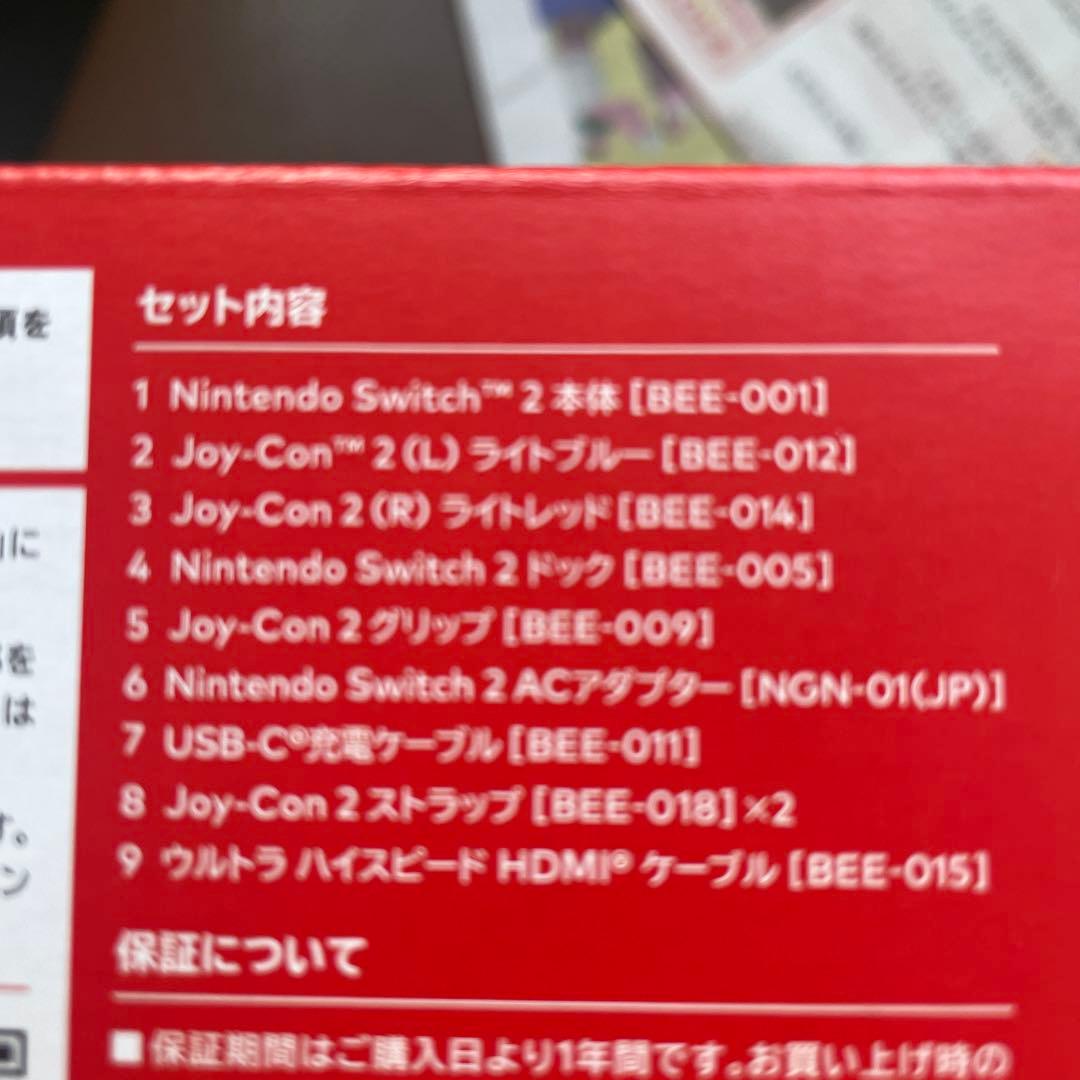 セット内容
1 Nintendo Switch™ 2 本体 [BEE-001]
2 Joy-Con™ 2 (L) ライトブルー [BEE-012]
3 Joy-Con 2 (R) ライトレッド [BEE-014]
4 Nintendo Switch 2 ドック [BEE-005]
5 Joy-Con 2 グリップ [BEE-009]
6 Nintendo Switch 2 ACアダプター [NGN-01(JP)]
7 USB-C®充電ケーブル [BEE-011]
8 Joy-Con 2 ストラップ [BEE-018]×2
9 ウルトラ ハイスピード HDMI® ケーブル [BEE-015]
保証について
■保証期間はご購入日より1年間です。お買い上げ時の
を
に
を
は
す。
ン